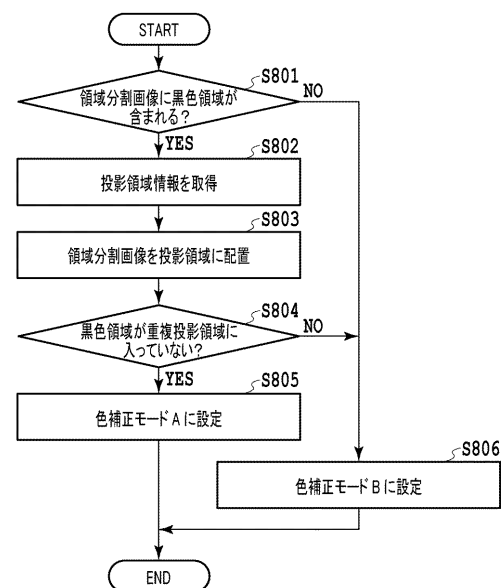 START
S801
領域分割画像に黒色領域が
含まれる?
NO
YES
S802
投影領域情報を取得
S803
領域分割画像を投影領域に配置
S804
黒色領域が重複投影領域に
入っていない?
NO
YES
S805
色補正モードAに設定
S806
色補正モードBに設定
END